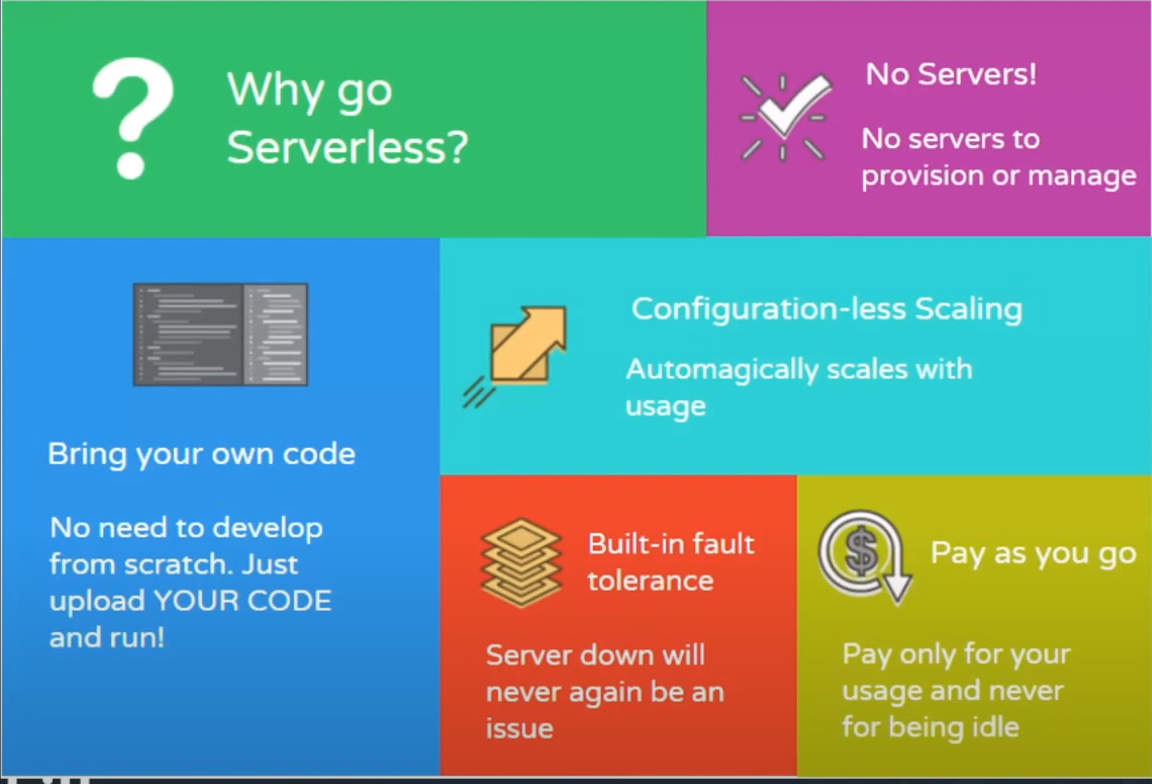 ?
Why go
Serverless?
No Servers!
No servers to
provision or manage
Bring your own code
No need to develop
from scratch. Just
upload YOUR CODE
and run!
Configuration-less Scaling
Automagically scales with
usage
Built-in fault
tolerance
Server down will
never again be an
issue
$
Pay as you go
Pay only for your
usage and never
for being idle